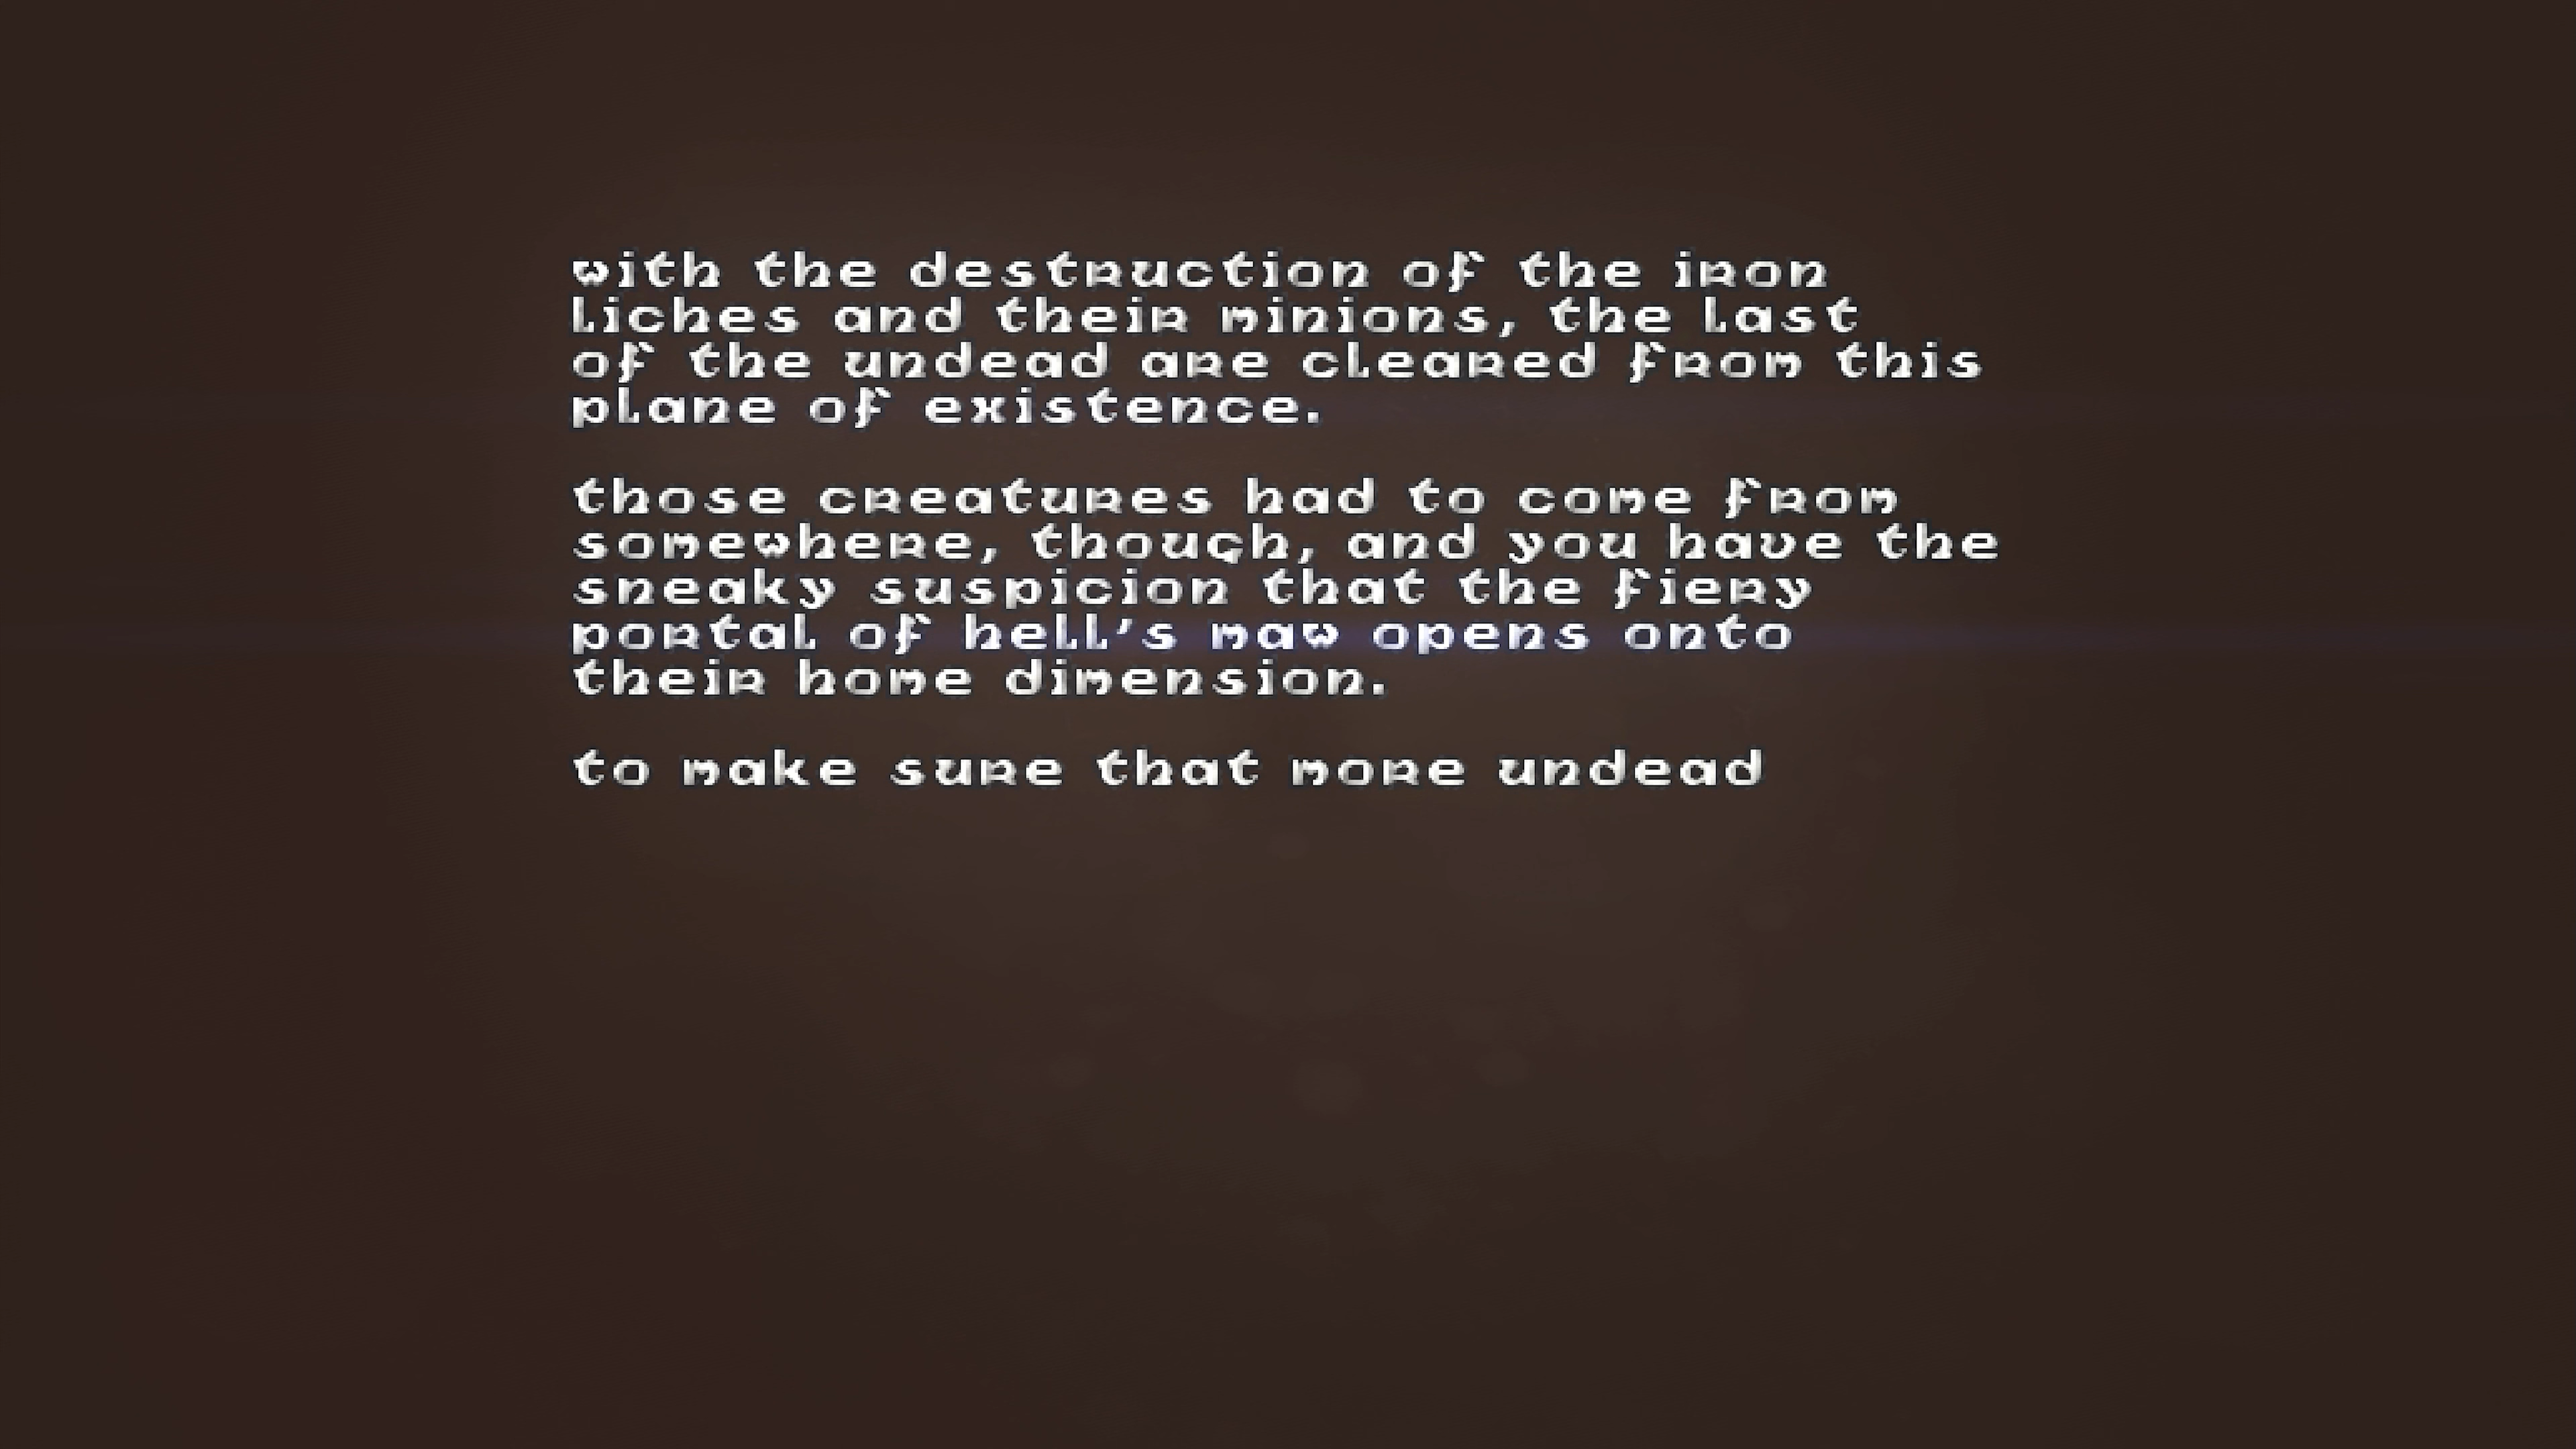 with the destruction of the iron
liches and their minions, the last
of the undead are cleared from this
plane of existence.
those creatures had to come from
somewhere, though, and you have the
sneaky suspicion that the fiery
portal of hell's maw opens onto
their home dimension.
to make sure that more undead